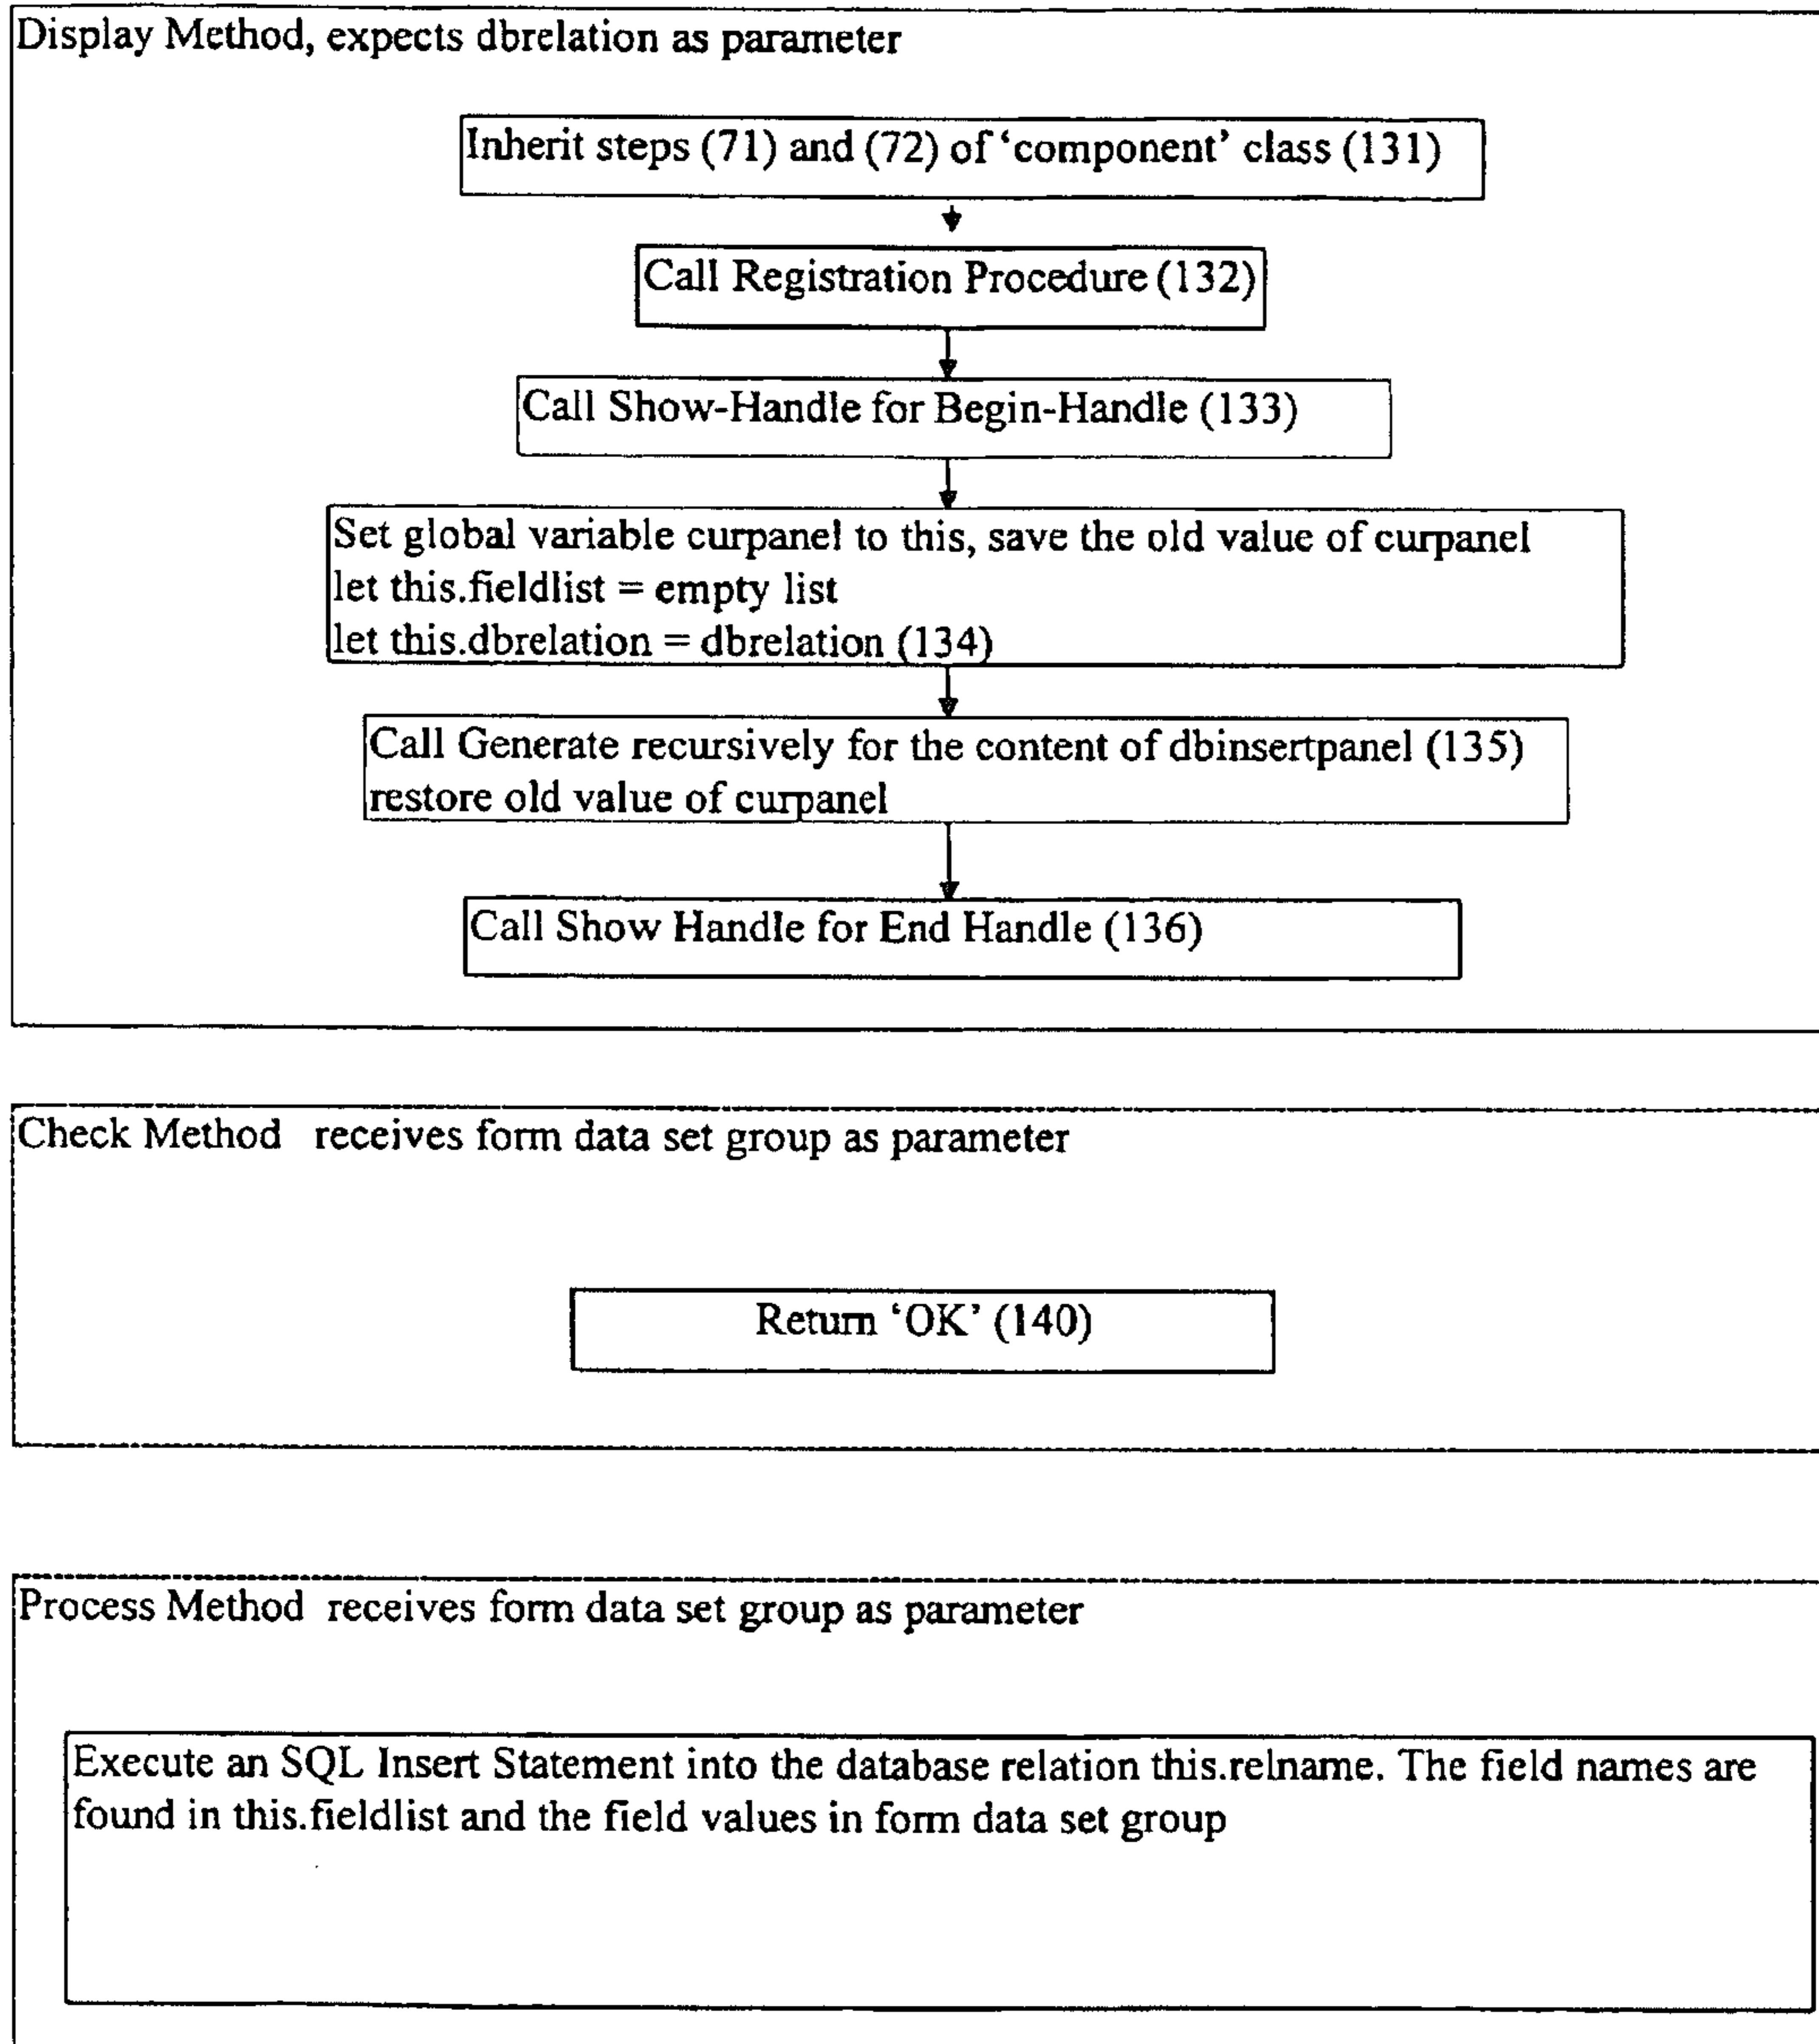 Display Method, expects dbrelation as parameter
Inherit steps (71) and (72) of ‘component’ class (131)
Call Registration Procedure (132)
Call Show-Handle for Begin-Handle (133)
Set global variable curpanel to this, save the old value of curpanel
let this.fieldlist = empty list
let this.dbrelation = dbrelation (134)
Call Generate recursively for the content of dbinsertpanel (135)
restore old value of curpanel
Call Show Handle for End Handle (136)
Check Method receives form data set group as parameter
Return ‘OK’ (140)
Process Method receives form data set group as parameter
Execute an SQL Insert Statement into the database relation this.relname. The field names are
found in this.fieldlist and the field values in form data set group